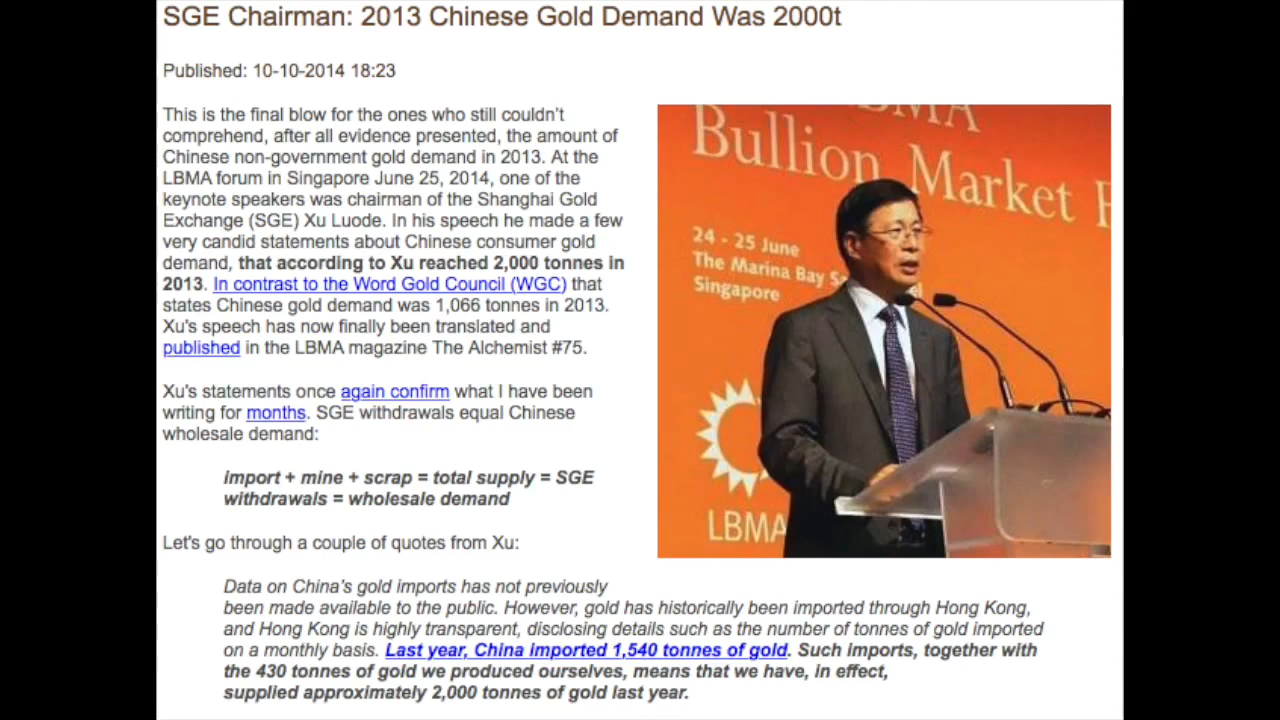 SGE Chairman: 2013 Chinese Gold Demand Was 2000t
Published: 10-10-2014 18:23
This is the final blow for the ones who still couldn't
comprehend, after all evidence presented, the amount of
Chinese non-government gold demand in 2013. At the
LBMA forum in Singapore June 25, 2014, one of the
keynote speakers was chairman of the Shanghai Gold
Exchange (SGE) Xu Luode. In his speech he made a few
very candid statements about Chinese consumer gold
demand, that according to Xu reached 2,000 tonnes in
2013. In contrast to the Word Gold Council (WGC) that
states Chinese gold demand was 1,066 tonnes in 2013.
Xu's speech has now finally been translated and
published in the LBMA magazine The Alchemist #75.
Xu's statements once again confirm what I have been
writing for months. SGE withdrawals equal Chinese
wholesale demand:
import + mine + scrap = total supply = SGE
withdrawals = wholesale demand
Let's go through a couple of quotes from Xu:
Data on China's gold imports has not previously
been made available to the public. However, gold has historically been imported through Hong Kong,
and Hong Kong is highly transparent, disclosing details such as the number of tonnes of gold imported
on a monthly basis. Last year, China imported 1,540 tonnes of gold. Such imports, together with
the 430 tonnes of gold we produced ourselves, means that we have, in effect,
supplied approximately 2,000 tonnes of gold last year.
LBMA
Bullion Market F
24 - 25 June
The Marina Bay
Singapore
LBMA